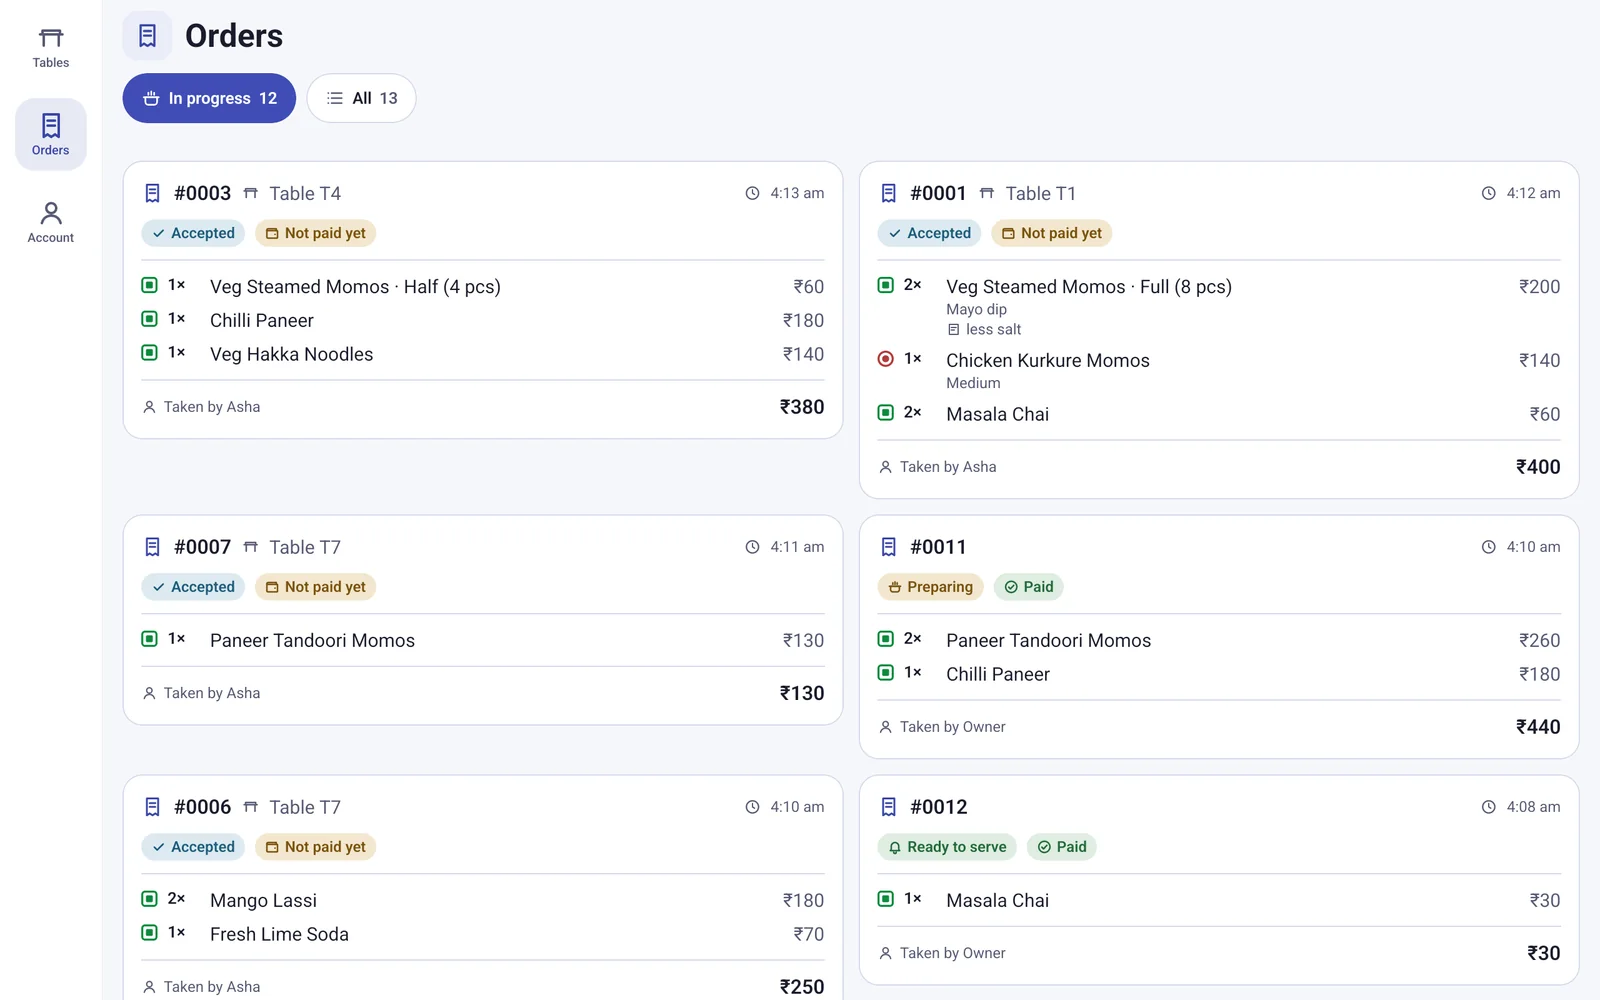 Tables
Orders
Account
Orders
In progress 12
All 13
#0003 Table T4 4:13 am
Accepted Not paid yet
1× Veg Steamed Momos · Half (4 pcs) ₹60
1× Chilli Paneer ₹180
1× Veg Hakka Noodles ₹140
Taken by Asha ₹380
#0001 Table T1 4:12 am
Accepted Not paid yet
2× Veg Steamed Momos · Full (8 pcs) ₹200
Mayo dip
less salt
1× Chicken Kurkure Momos ₹140
Medium
2× Masala Chai ₹60
Taken by Asha ₹400
#0007 Table T7 4:11 am
Accepted Not paid yet
1× Paneer Tandoori Momos ₹130
Taken by Asha ₹130
#0011 4:10 am
Preparing Paid
2× Paneer Tandoori Momos ₹260
1× Chilli Paneer ₹180
Taken by Owner ₹440
#0006 Table T7 4:10 am
Accepted Not paid yet
2× Mango Lassi ₹180
1× Fresh Lime Soda ₹70
Taken by Asha ₹250
#0012 4:08 am
Ready to serve Paid
1× Masala Chai ₹30
Taken by Owner ₹30